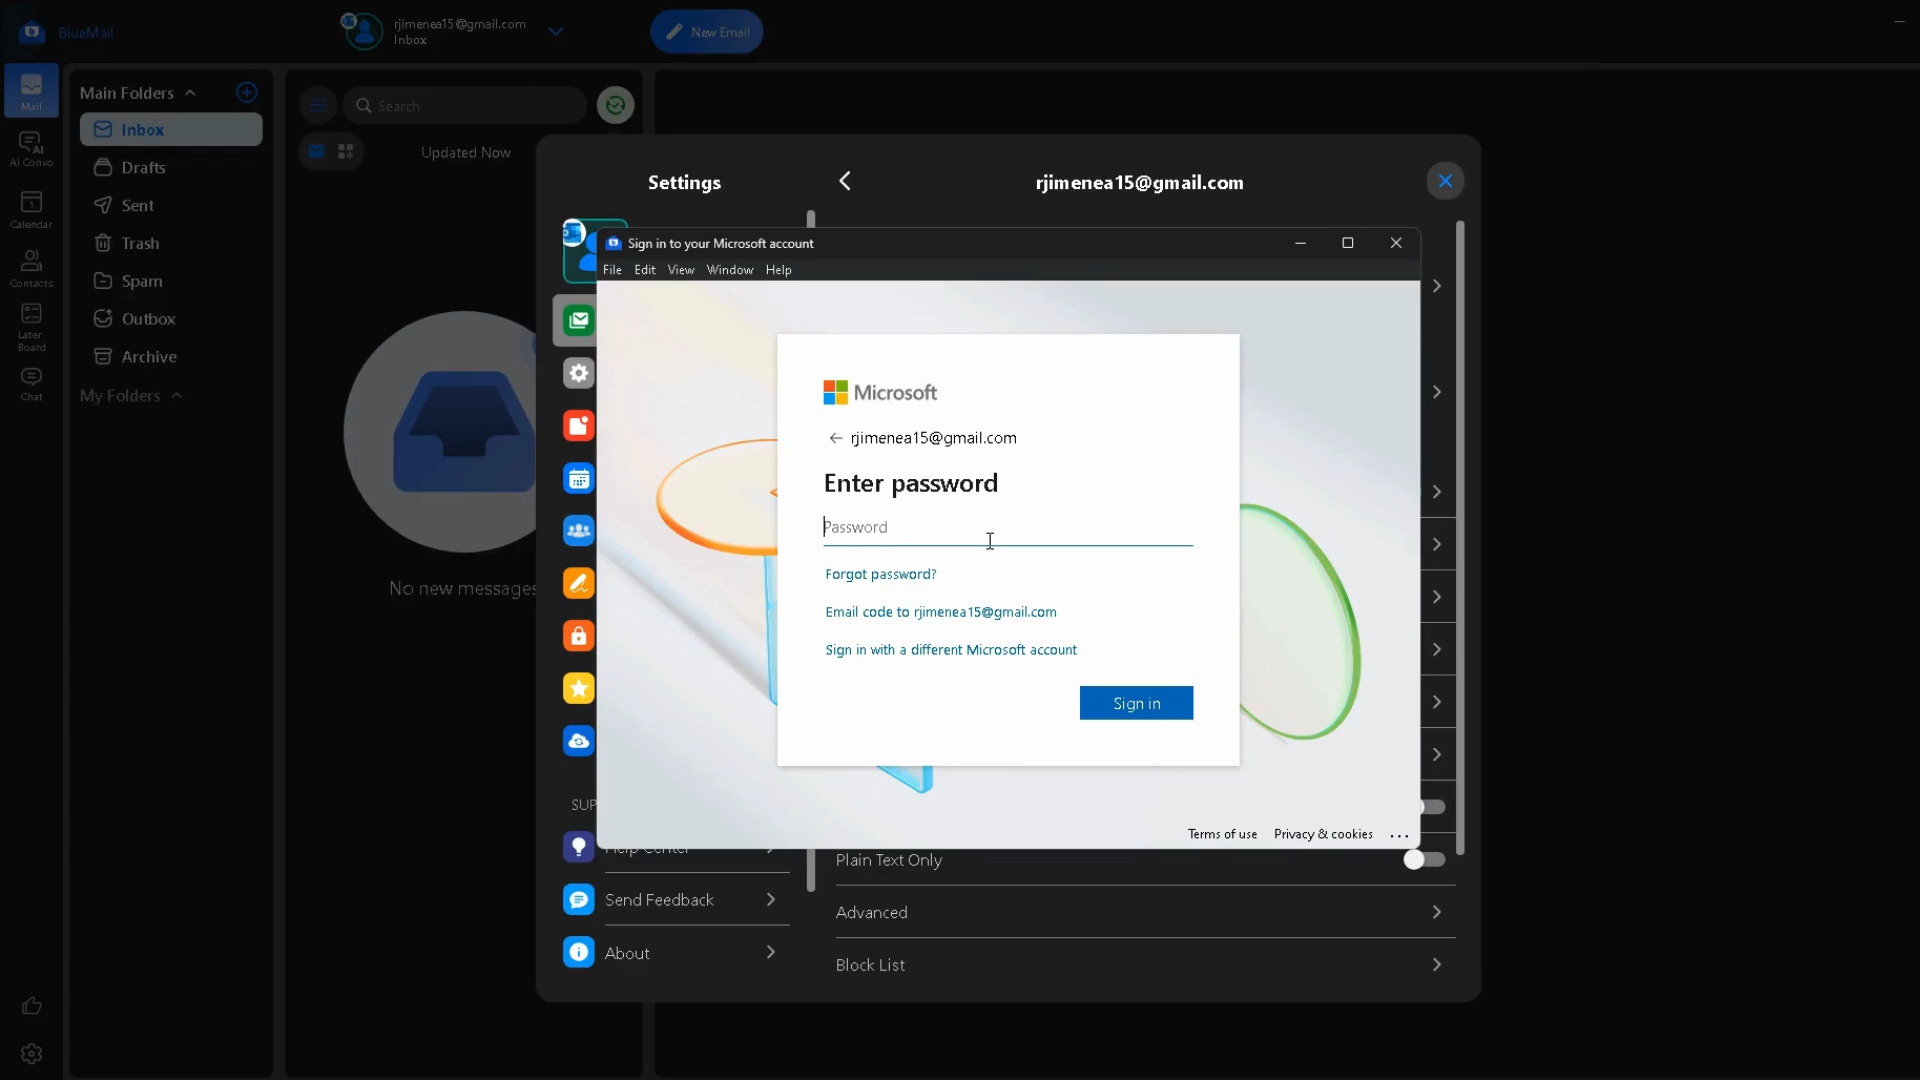 BlueMail
rjimenea15@gmail.com
Inbox
New Email
Mail
AI Convo
Calendar
Contacts
Later
Board
Chat
Main Folders
Inbox
Drafts
Sent
Trash
Spam
Outbox
Archive
My Folders
Search
Updated Now
No new messages
Settings
rjimenea15@gmail.com
Sign in to your Microsoft account
File Edit View Window Help
Microsoft
rjimenea15@gmail.com
Enter password
Password
Forgot password?
Email code to rjimenea15@gmail.com
Sign in with a different Microsoft account
Sign in
Terms of use Privacy & cookies ...
SUP
Help Center
Send Feedback
About
Plain Text Only
Advanced
Block List